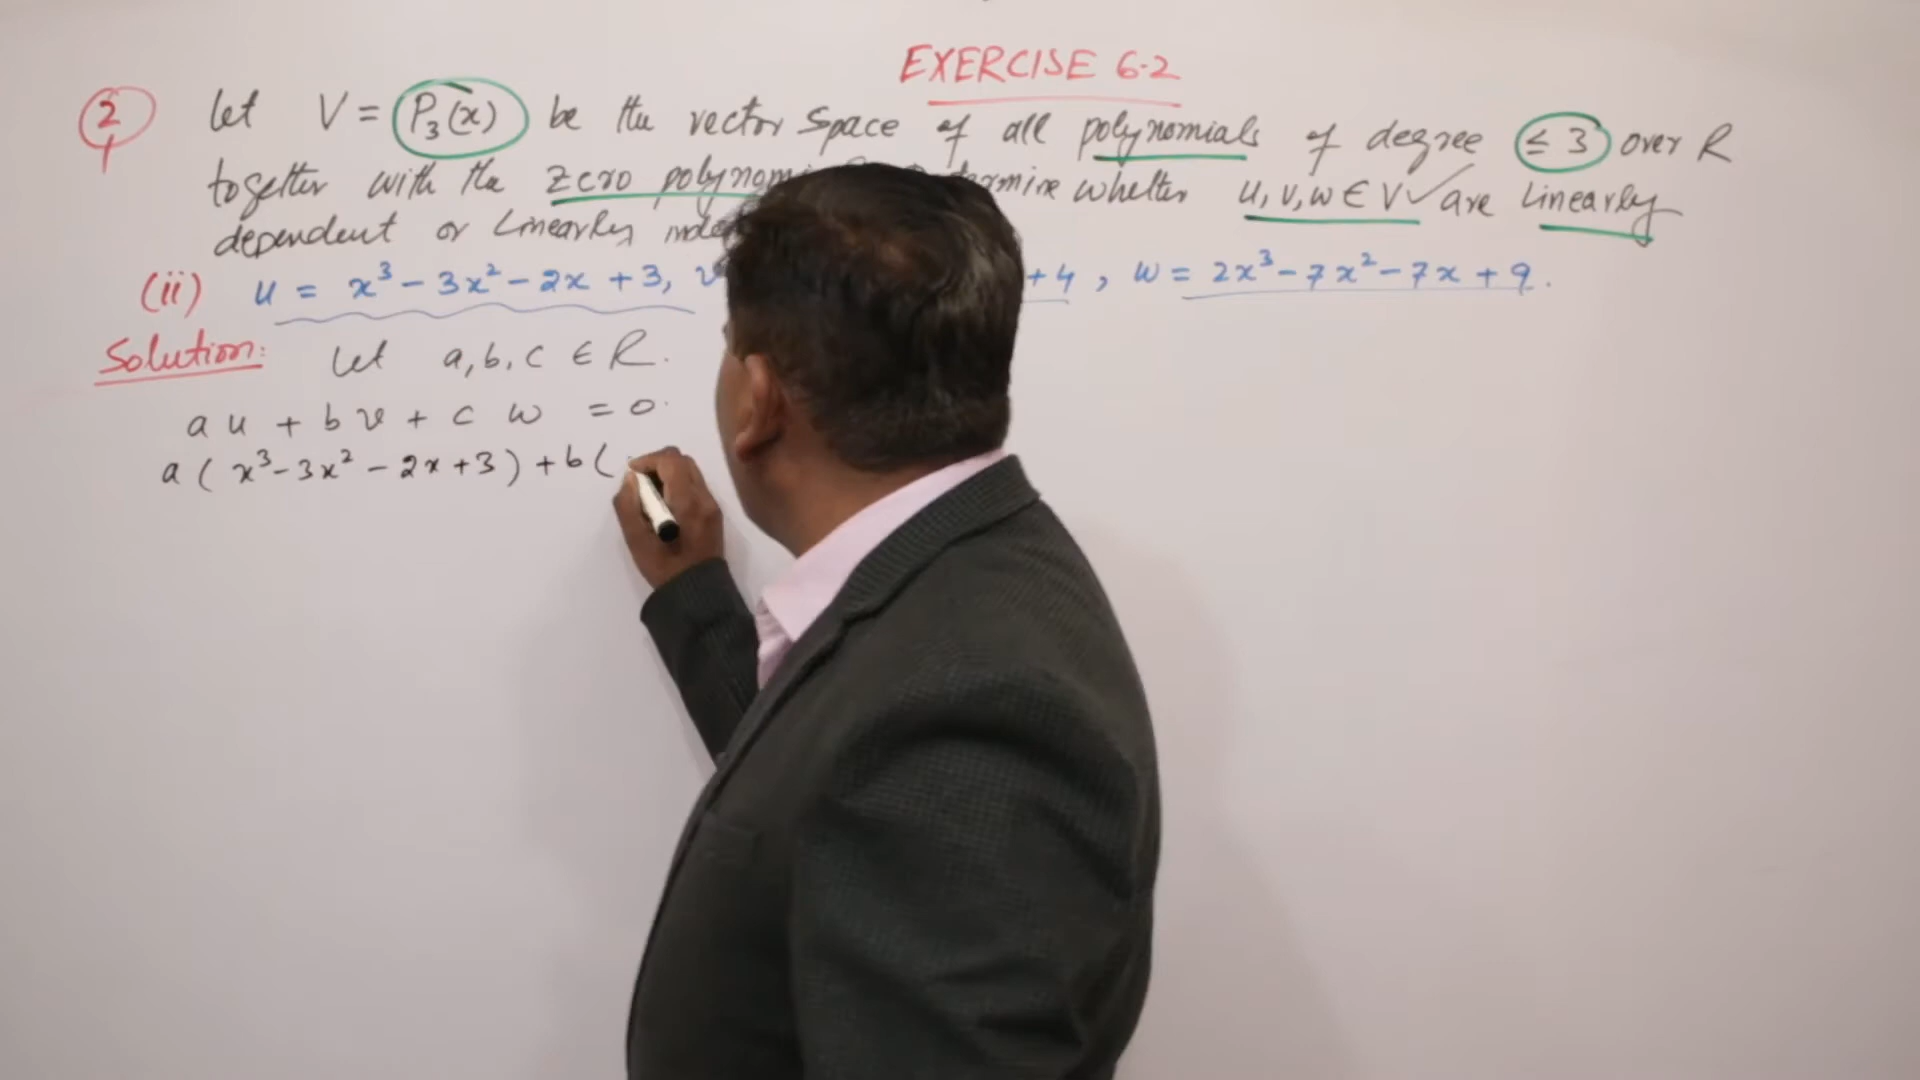 EXERCISE 6.2
2 Let V = P₃(x) be the vector space of all polynomials of degree ≤ 3 over R
together with the zero polynom whether u, v, w ∈ V are Linearly
dependent or Linearly
(ii) u = x³ - 3x² - 2x + 3, v + 4 , w = 2x³ - 7x² - 7x + 9 .
Solution: Let a, b, c ∈ R.
a u + b v + c w = 0.
a ( x³ - 3x² - 2x + 3 ) + b (